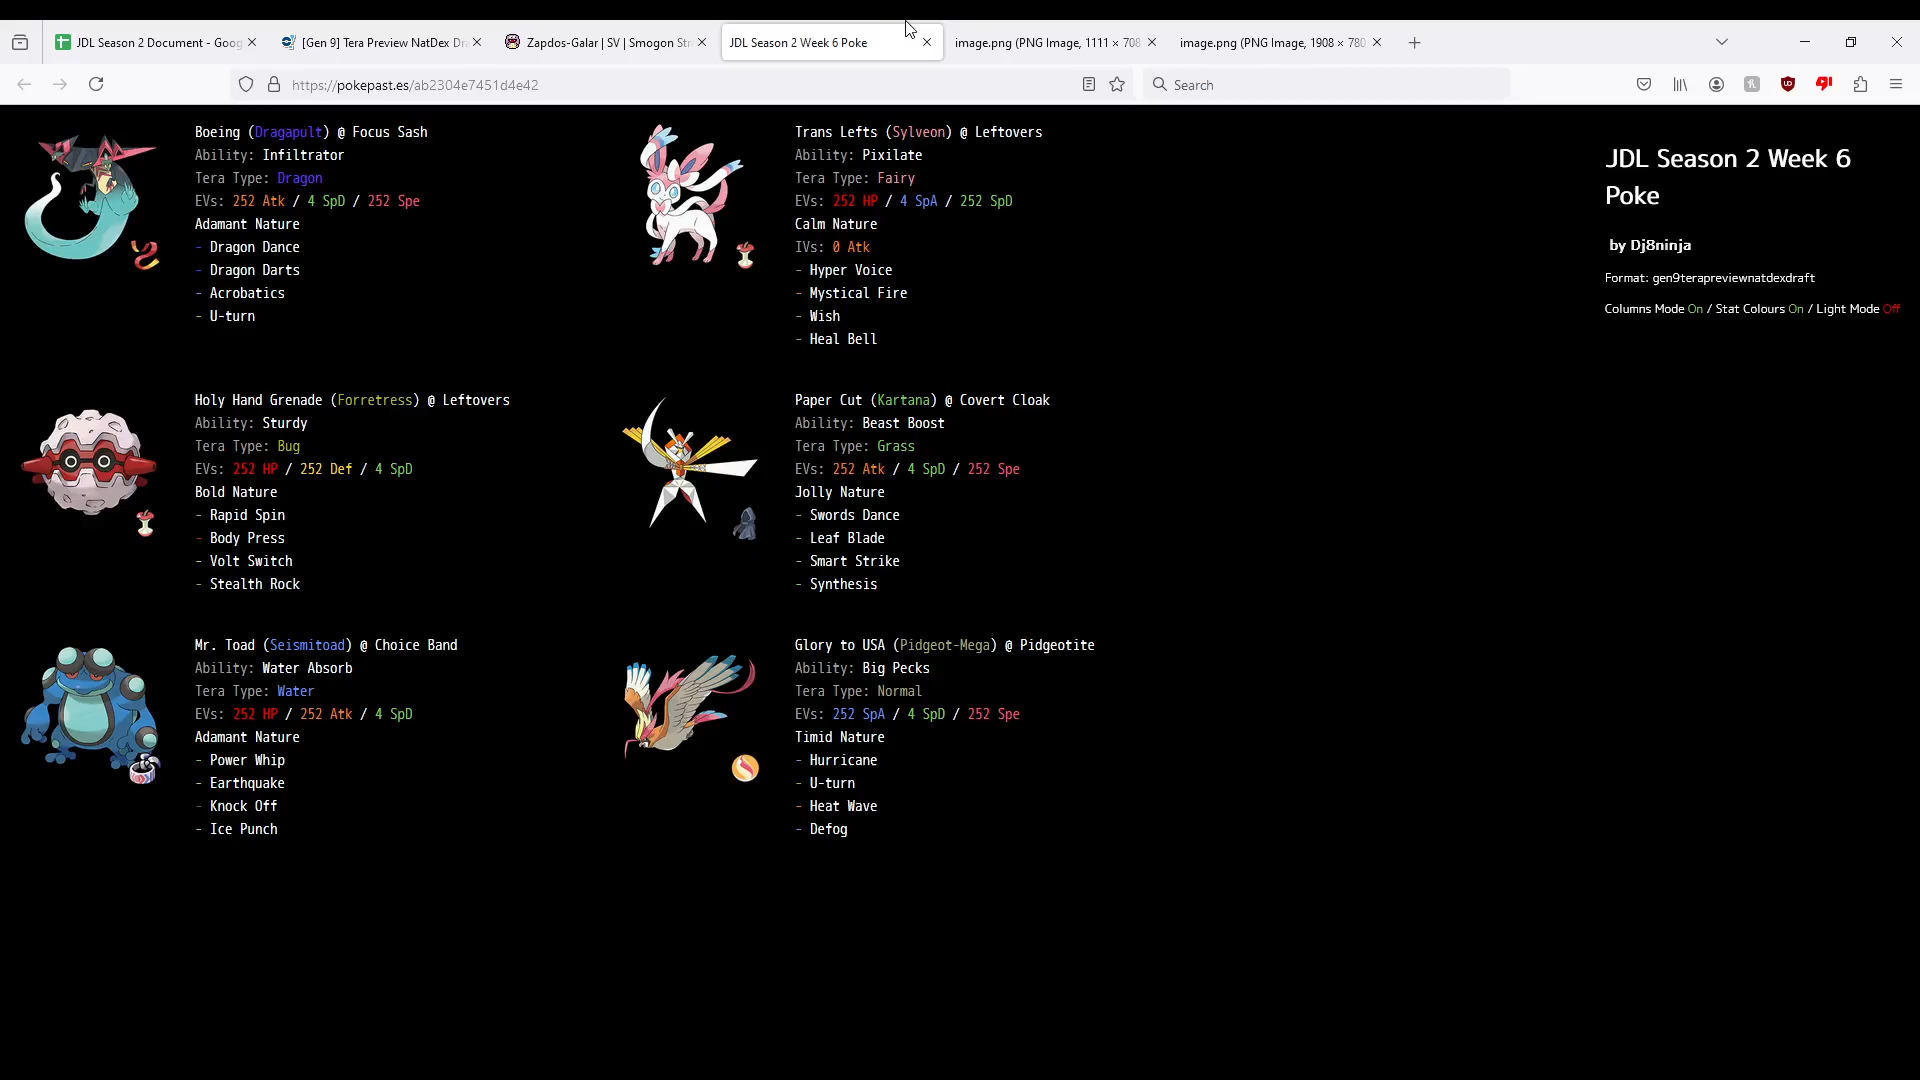 JDL Season 2 Document - Goog
[Gen 9] Tera Preview NatDex Dr
Zapdos-Galar | SV | Smogon Str
JDL Season 2 Week 6 Poke
image.png (PNG Image, 1111 × 708
image.png (PNG Image, 1908 × 780
https://pokepast.es/ab2304e7451d4e42
Search
Boeing (Dragapult) @ Focus Sash
Ability: Infiltrator
Tera Type: Dragon
EVs: 252 Atk / 4 SpD / 252 Spe
Adamant Nature
- Dragon Dance
- Dragon Darts
- Acrobatics
- U-turn
Trans Lefts (Sylveon) @ Leftovers
Ability: Pixilate
Tera Type: Fairy
EVs: 252 HP / 4 SpA / 252 SpD
Calm Nature
IVs: 0 Atk
- Hyper Voice
- Mystical Fire
- Wish
- Heal Bell
Holy Hand Grenade (Forretress) @ Leftovers
Ability: Sturdy
Tera Type: Bug
EVs: 252 HP / 252 Def / 4 SpD
Bold Nature
- Rapid Spin
- Body Press
- Volt Switch
- Stealth Rock
Paper Cut (Kartana) @ Covert Cloak
Ability: Beast Boost
Tera Type: Grass
EVs: 252 Atk / 4 SpD / 252 Spe
Jolly Nature
- Swords Dance
- Leaf Blade
- Smart Strike
- Synthesis
Mr. Toad (Seismitoad) @ Choice Band
Ability: Water Absorb
Tera Type: Water
EVs: 252 HP / 252 Atk / 4 SpD
Adamant Nature
- Power Whip
- Earthquake
- Knock Off
- Ice Punch
Glory to USA (Pidgeot-Mega) @ Pidgeotite
Ability: Big Pecks
Tera Type: Normal
EVs: 252 SpA / 4 SpD / 252 Spe
Timid Nature
- Hurricane
- U-turn
- Heat Wave
- Defog
JDL Season 2 Week 6
Poke
by Dj8ninja
Format: gen9terapreviewnatdexdraft
Columns Mode On / Stat Colours On / Light Mode Off